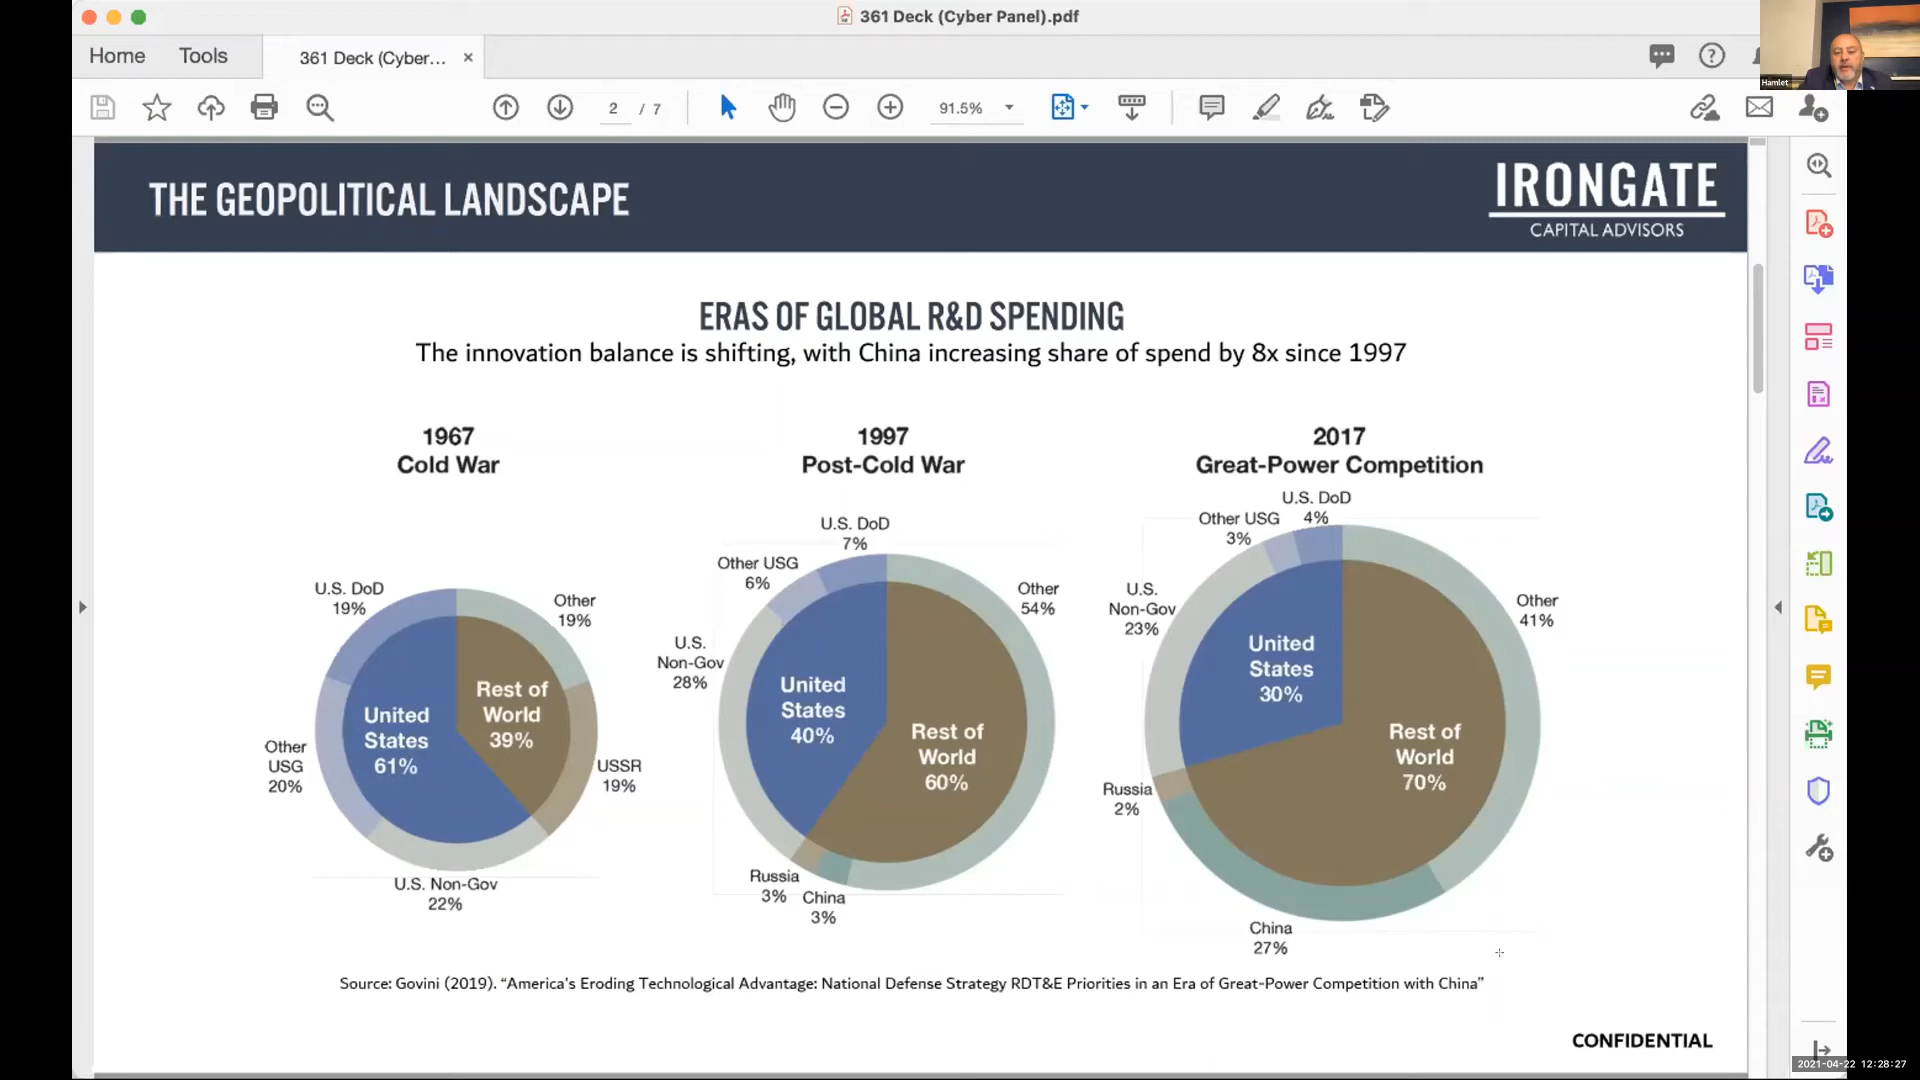 361 Deck (Cyber Panel).pdf
Hamlet
Home
Tools
361 Deck (Cyber...
2 / 7
91.5%
THE GEOPOLITICAL LANDSCAPE
IRONGATE
CAPITAL ADVISORS
ERAS OF GLOBAL R&D SPENDING
The innovation balance is shifting, with China increasing share of spend by 8x since 1997
1967
Cold War
U.S. DoD
19%
Other
19%
Rest of
World
39%
United
States
61%
Other
USG
20%
USSR
19%
U.S. Non-Gov
22%
1997
Post-Cold War
U.S. DoD
7%
Other USG
6%
Other
54%
U.S.
Non-Gov
28%
United
States
40%
Rest of
World
60%
Russia
3%
China
3%
2017
Great-Power Competition
U.S. DoD
4%
Other USG
3%
U.S.
Non-Gov
23%
Other
41%
United
States
30%
Rest of
World
70%
Russia
2%
China
27%
Source: Govini (2019). “America's Eroding Technological Advantage: National Defense Strategy RDT&E Priorities in an Era of Great-Power Competition with China”
CONFIDENTIAL
2021-04-22 12:28:27